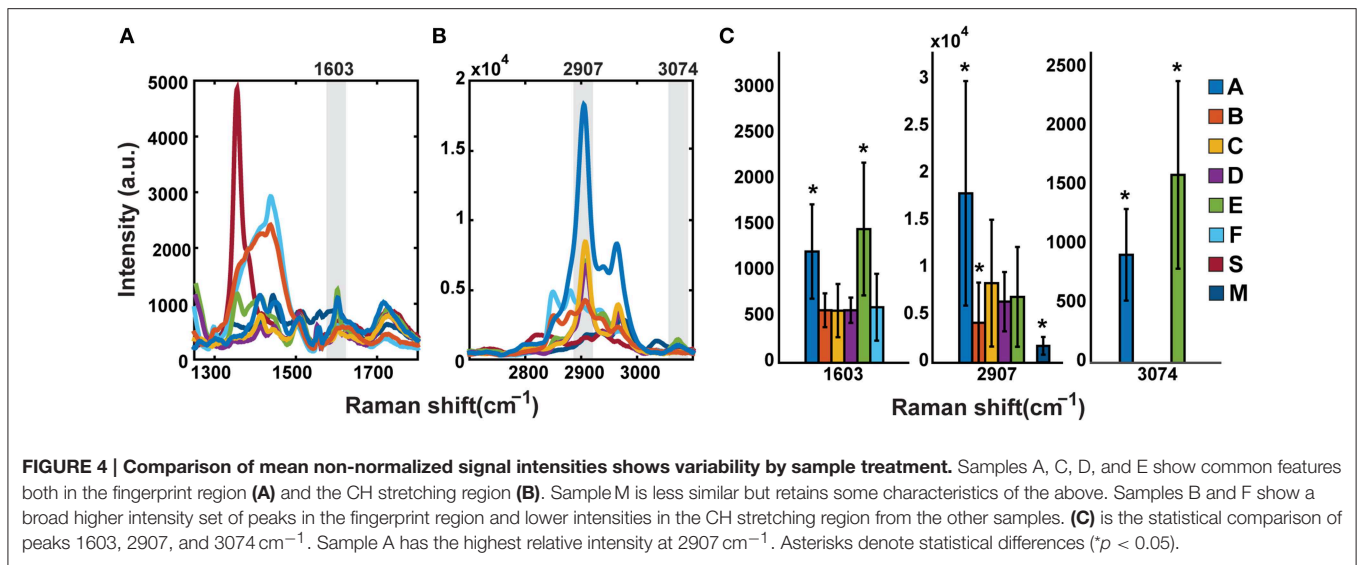 A
B
C
1603
2907
3074
x10⁴
x10⁴
Intensity (a.u.)
5000
4000
3000
2000
1000
0
1300
1500
1700
2
1.5
1
0.5
0
2800
2900
3000
Raman shift(cm⁻¹)
3000
2500
2000
1500
1000
500
0
* *
1603
3
2.5
2
1.5
1
0.5
0
* * *
2907
2500
2000
1500
1000
500
0
* *
3074
Raman shift(cm⁻¹)
A
B
C
D
E
F
S
M
FIGURE 4 | Comparison of mean non-normalized signal intensities shows variability by sample treatment. Samples A, C, D, and E show common features
both in the fingerprint region (A) and the CH stretching region (B). Sample M is less similar but retains some characteristics of the above. Samples B and F show a
broad higher intensity set of peaks in the fingerprint region and lower intensities in the CH stretching region from the other samples. (C) is the statistical comparison of
peaks 1603, 2907, and 3074 cm⁻¹. Sample A has the highest relative intensity at 2907 cm⁻¹. Asterisks denote statistical differences (*p < 0.05).